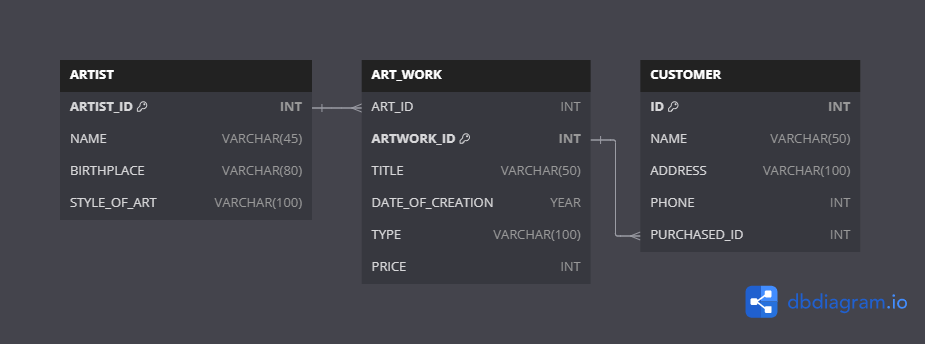 ARTIST
ARTIST_ID INT
NAME VARCHAR(45)
BIRTHPLACE VARCHAR(80)
STYLE_OF_ART VARCHAR(100)
ART_WORK
ART_ID INT
ARTWORK_ID INT
TITLE VARCHAR(50)
DATE_OF_CREATION YEAR
TYPE VARCHAR(100)
PRICE INT
CUSTOMER
ID INT
NAME VARCHAR(50)
ADDRESS VARCHAR(100)
PHONE INT
PURCHASED_ID INT
dbdiagram.io